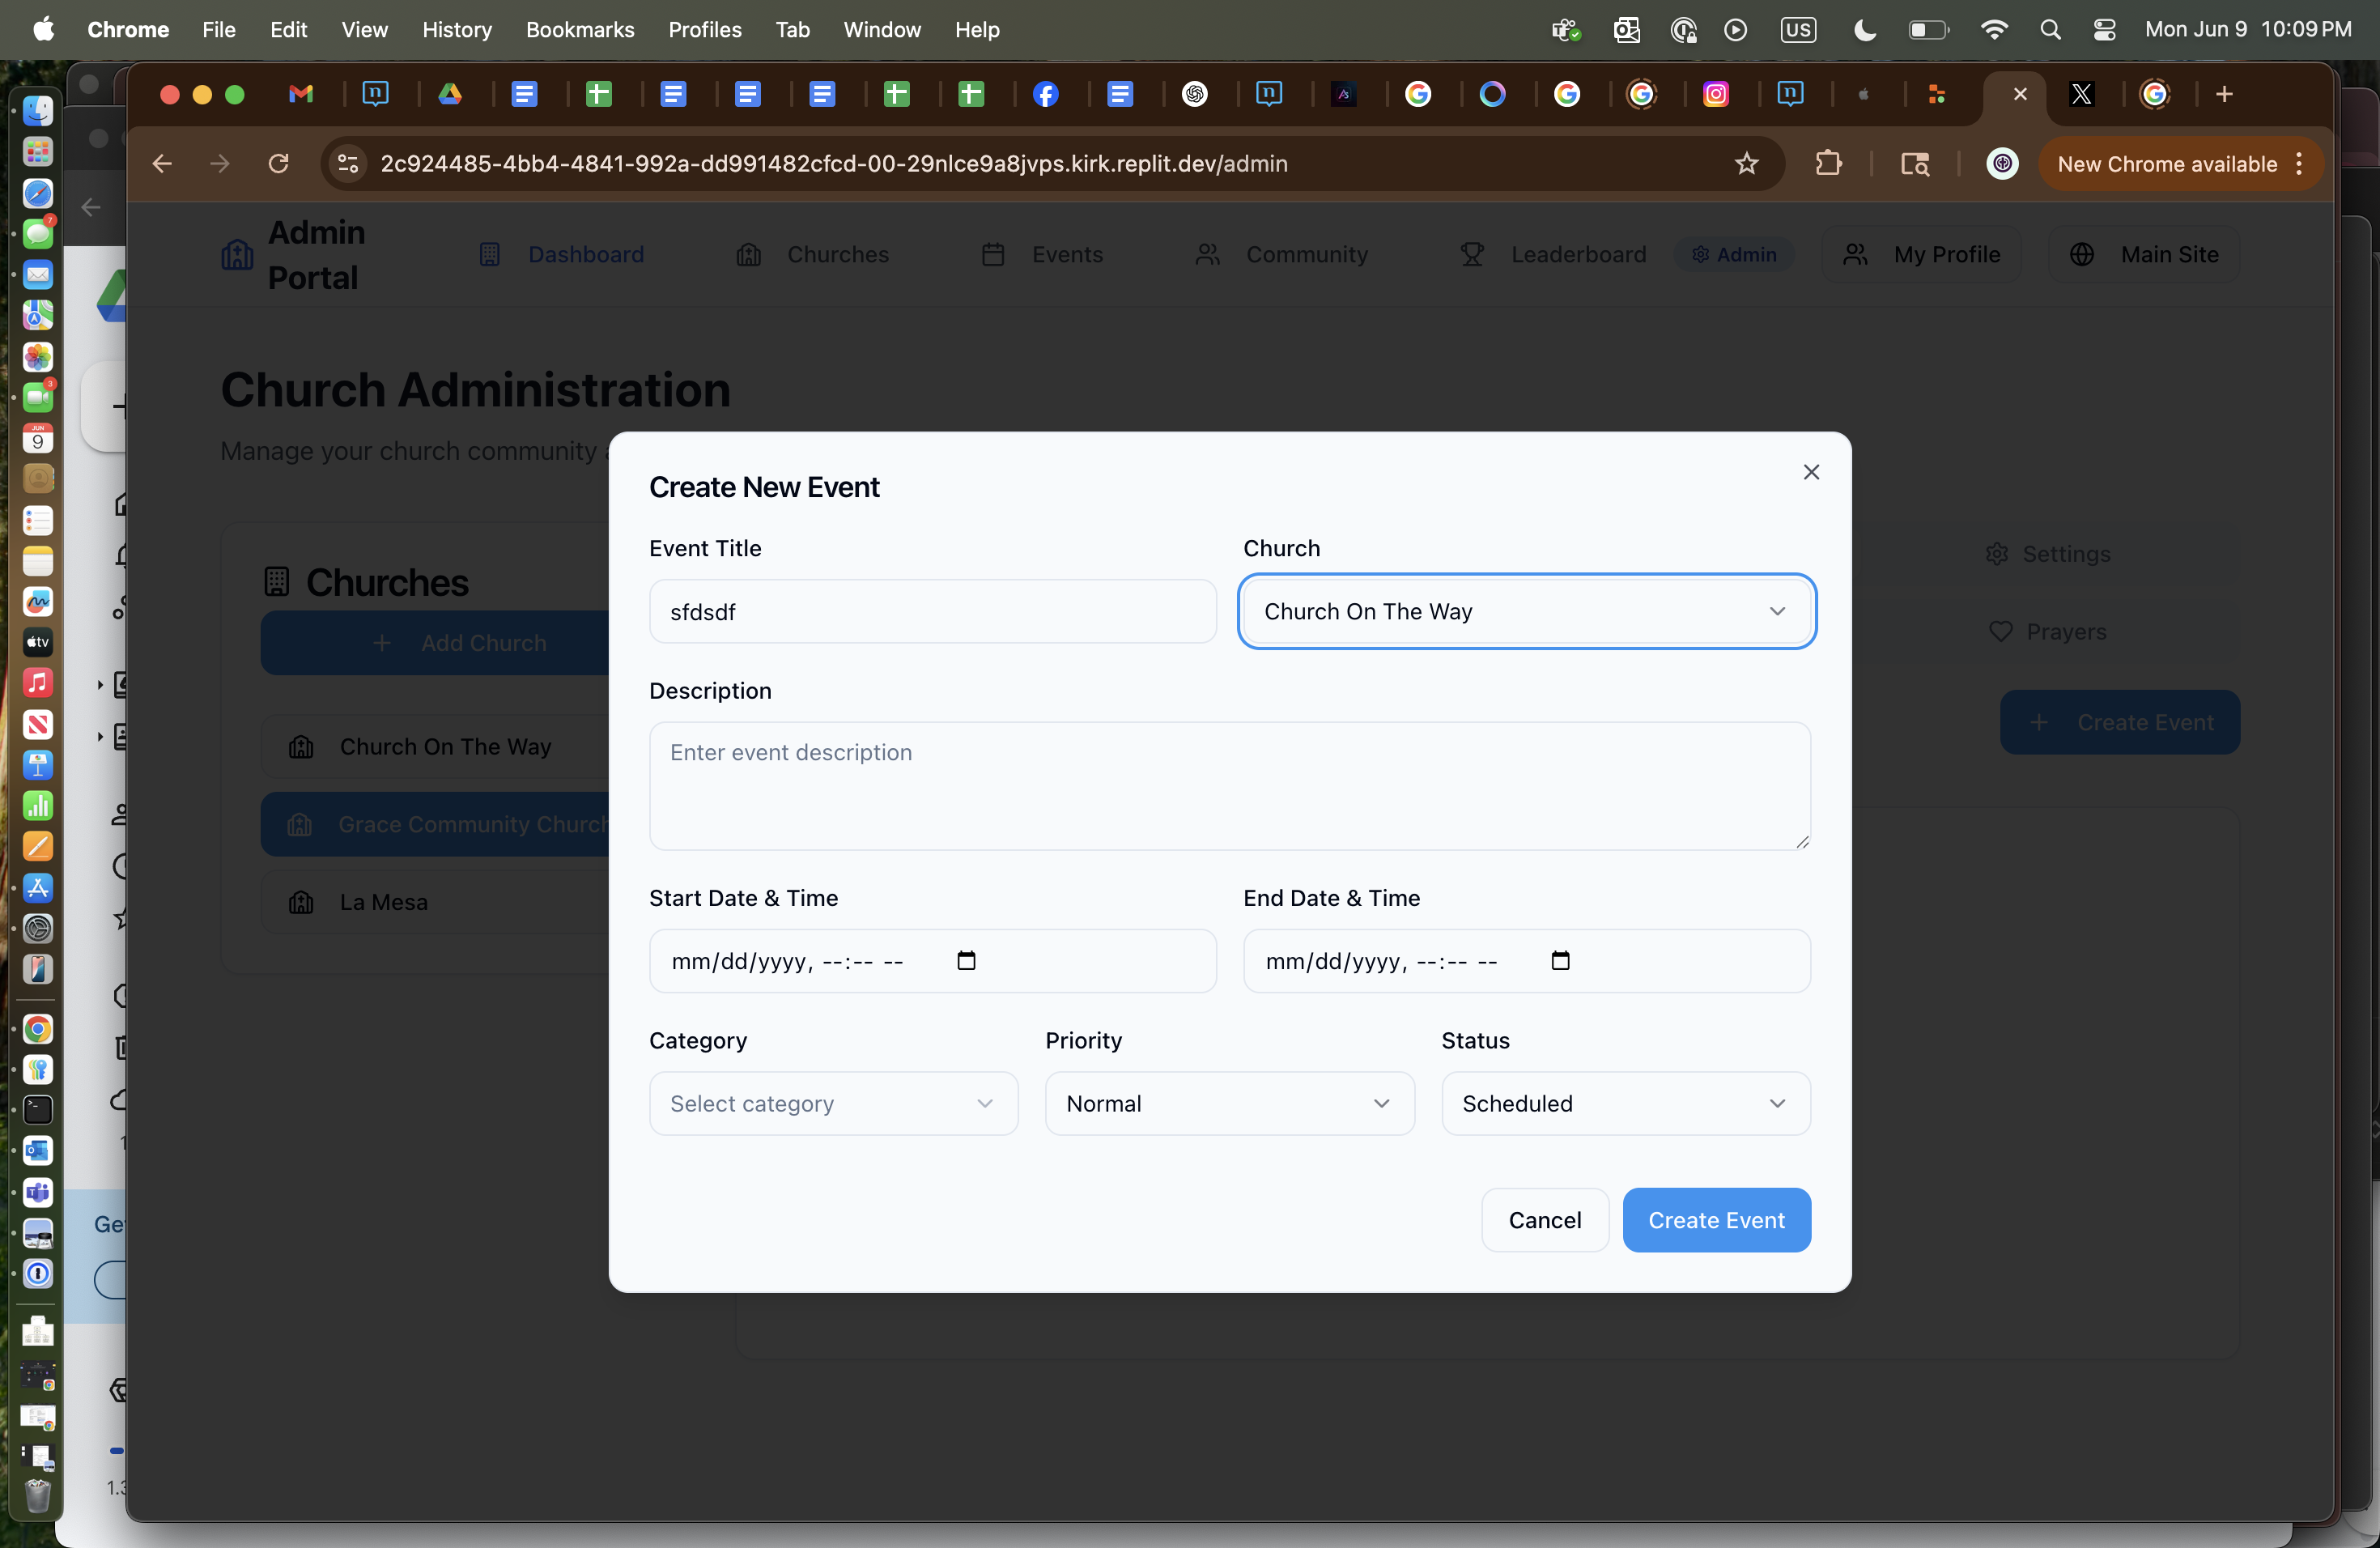 Chrome File Edit View History Bookmarks Profiles Tab Window Help US Mon Jun 9 10:09 PM
2c924485-4bb4-4841-992a-dd991482cfcd-00-29nlce9a8jvps.kirk.replit.dev/admin New Chrome available
Admin Portal
Dashboard Churches Events Community Leaderboard Admin My Profile Main Site
Church Administration
Manage your church community
Churches
Add Church
Church On The Way
Grace Community Church
La Mesa
Settings
Prayers
Create Event
Create New Event
Event Title Church
sfdsdf Church On The Way
Description
Enter event description
Start Date & Time End Date & Time
mm/dd/yyyy, --:-- -- mm/dd/yyyy, --:-- --
Category Priority Status
Select category Normal Scheduled
Cancel Create Event
7
3
JUN
9
tv